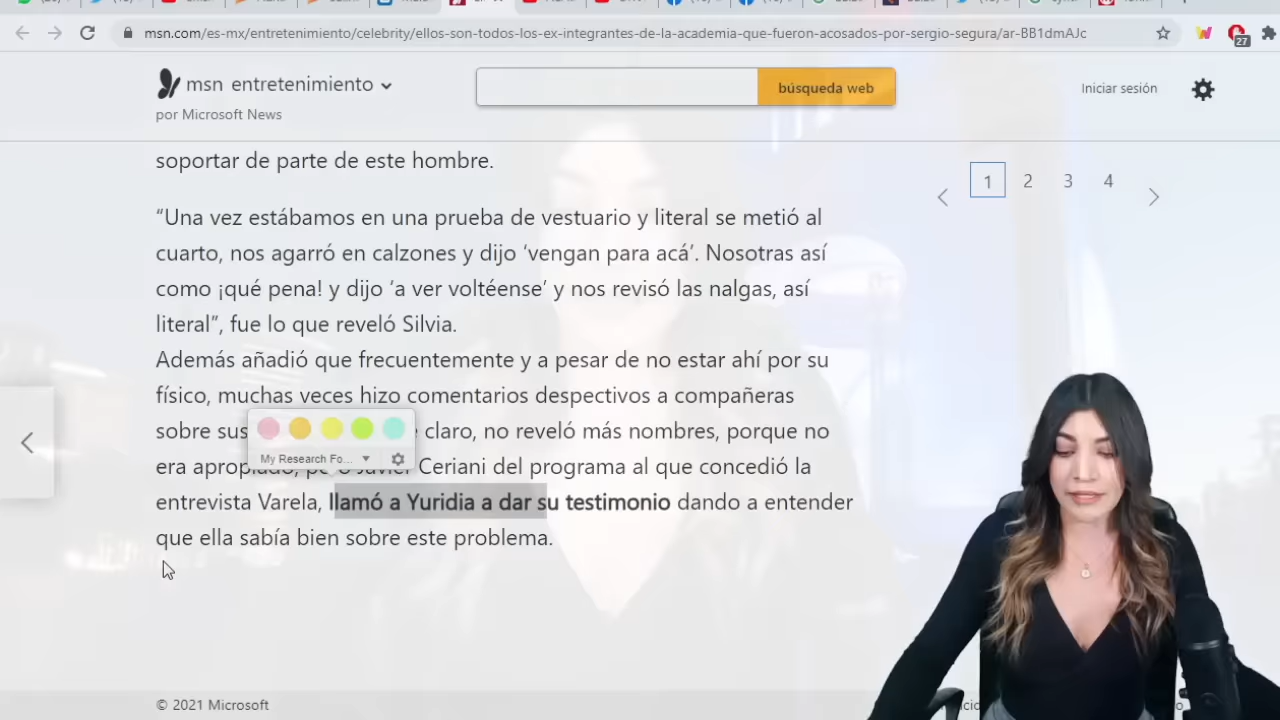 msn.com/es-mx/entretenimiento/celebrity/ellos-son-todos-los-ex-integrantes-de-la-academia-que-fueron-acosados-por-sergio-segura/ar-BB1dmAJc
27
msn entretenimiento
búsqueda web
Iniciar sesión
por Microsoft News
soportar de parte de este hombre.
1 2 3 4
“Una vez estábamos en una prueba de vestuario y literal se metió al
cuarto, nos agarró en calzones y dijo ‘vengan para acá’. Nosotras así
como ¡qué pena! y dijo ‘a ver voltéense’ y nos revisó las nalgas, así
literal”, fue lo que reveló Silvia.
Además añadió que frecuentemente y a pesar de no estar ahí por su
físico, muchas veces hizo comentarios despectivos a compañeras
sobre sus claro, no reveló más nombres, porque no
My Research Fo...
era apropiado, Javier Ceriani del programa al que concedió la
entrevista Varela, llamó a Yuridia a dar su testimonio dando a entender
que ella sabía bien sobre este problema.
© 2021 Microsoft